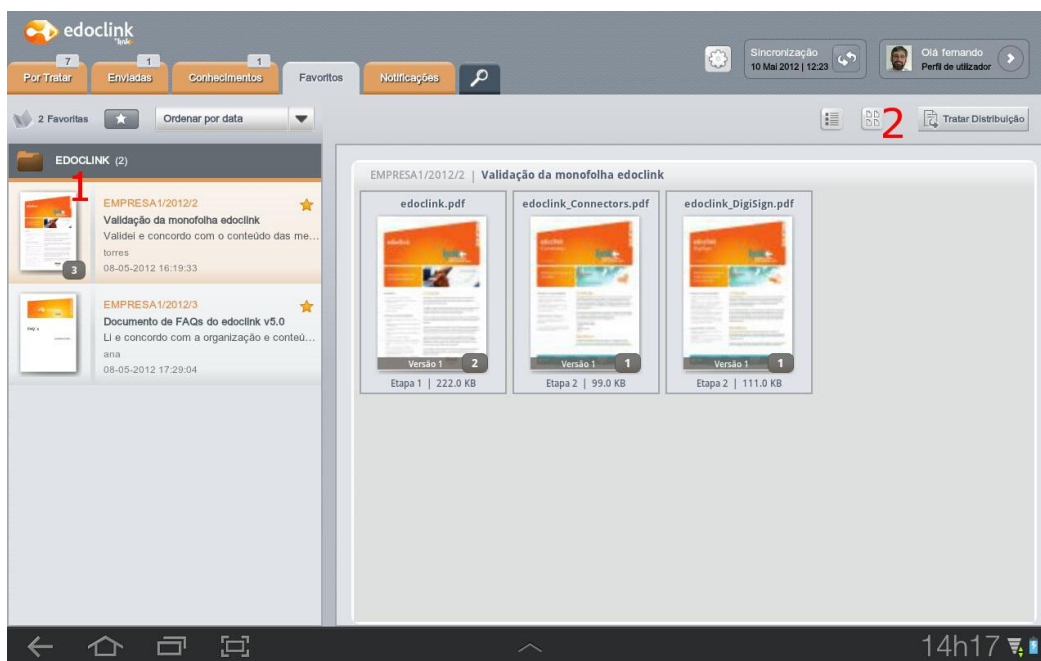 edoclink
"link"
7
1
1
Por Tratar
Enviadas
Conhecimentos
Favoritos
Notificações
Sincronização
10 Mai 2012 | 12:23
Olá fernando
Perfil de utilizador
2 Favoritas
Ordenar por data
2
Tratar Distribuição
EDOCLINK (2)
1
EMPRESA1/2012/2
Validação da monofolha edoclink
Validei e concordo com o conteúdo das me...
torres
08-05-2012 16:19:33
3
EMPRESA1/2012/3
Documento de FAQs do edoclink v5.0
Li e concordo com a organização e conteú...
ana
08-05-2012 17:29:04
EMPRESA1/2012/2 | Validação da monofolha edoclink
edoclink.pdf
edoclink_Connectors.pdf
edoclink_DigiSign.pdf
Versão 1 2
Versão 1 1
Versão 1 1
Etapa 1 | 222.0 KB
Etapa 2 | 99.0 KB
Etapa 2 | 111.0 KB
14h17